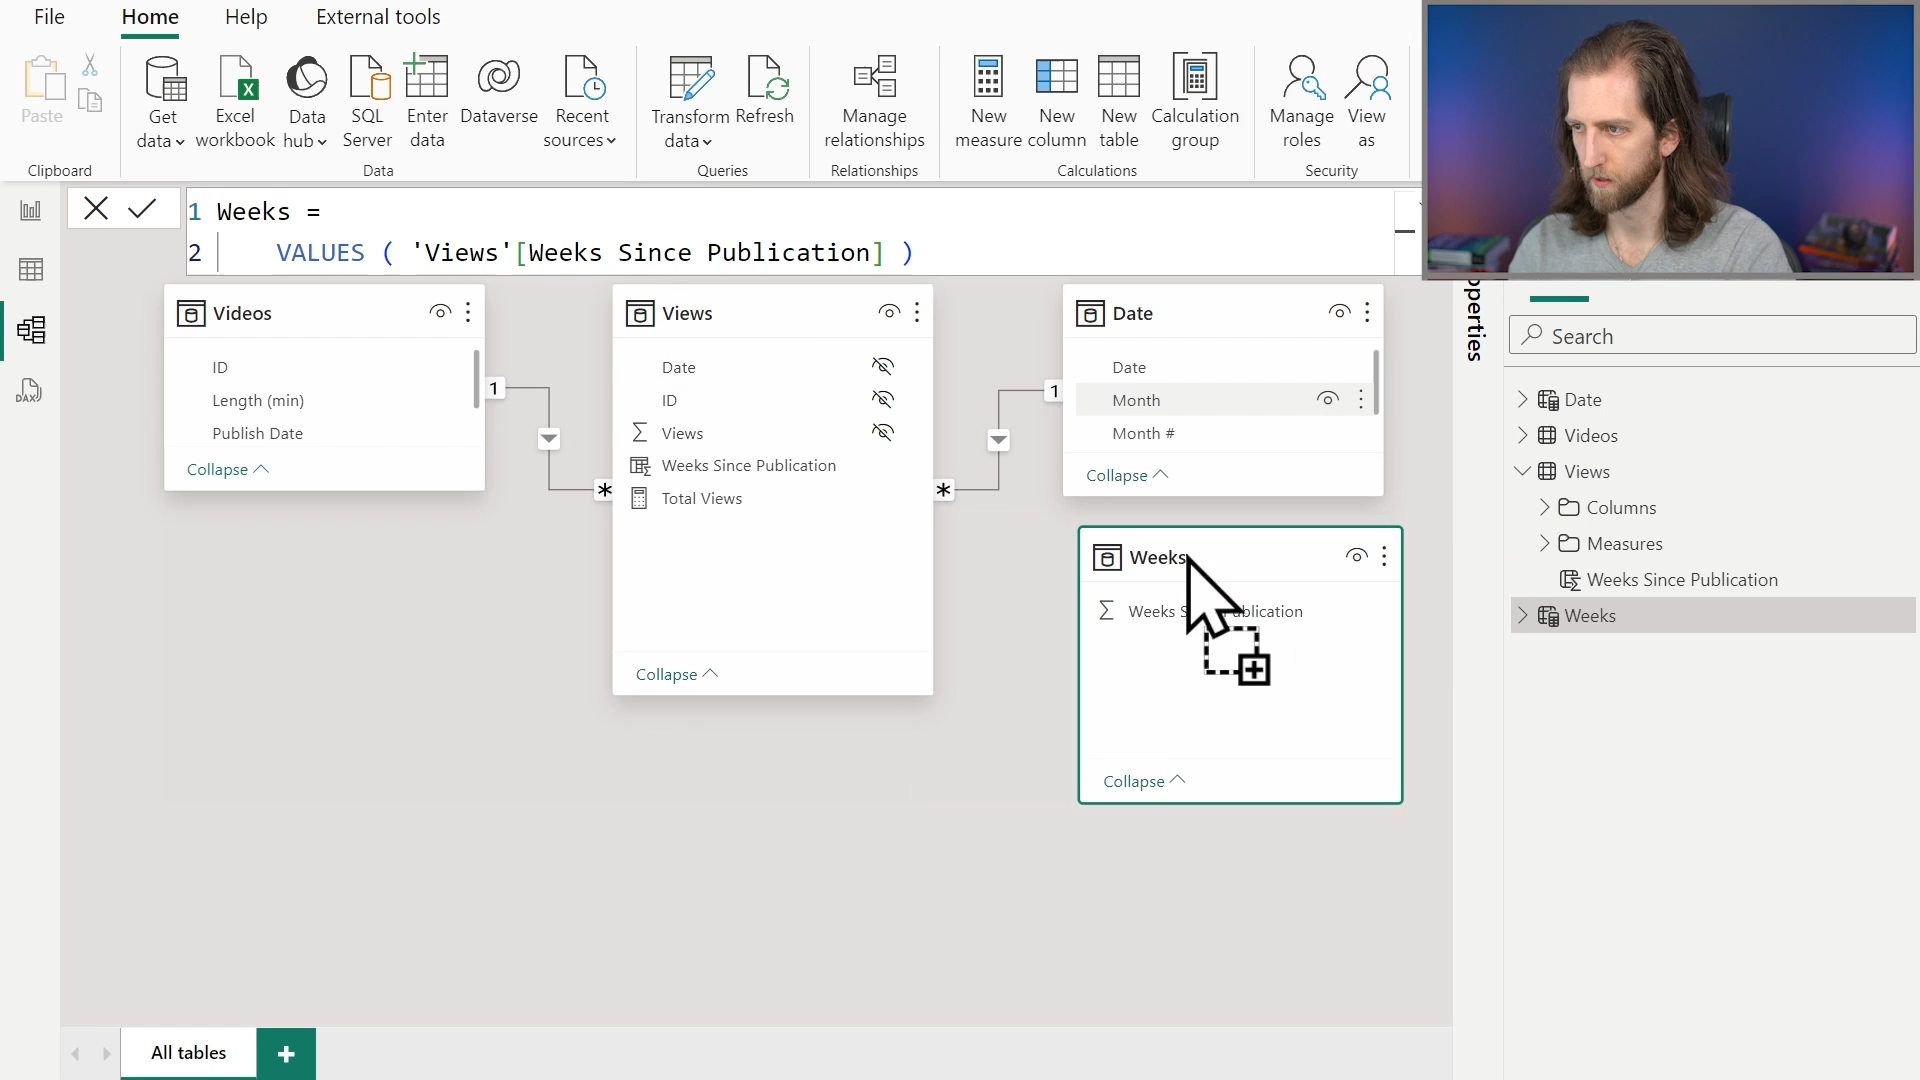 File Home Help External tools
Paste
Get data
Excel workbook
Data hub
SQL Server
Enter data
Dataverse
Recent sources
Transform data
Refresh
Manage relationships
New measure
New column
New table
Calculation group
Manage roles
View as
Clipboard
Data
Queries
Relationships
Calculations
Security
1 Weeks =
2 VALUES ( 'Views'[Weeks Since Publication] )
Videos
ID
Length (min)
Publish Date
Collapse
1
*
Views
Date
ID
Views
Weeks Since Publication
Total Views
Collapse
*
1
Date
Date
Month
Month #
Collapse
Weeks
Weeks S ublication
Collapse
operties
Search
Date
Videos
Views
Columns
Measures
Weeks Since Publication
Weeks
DAX
All tables